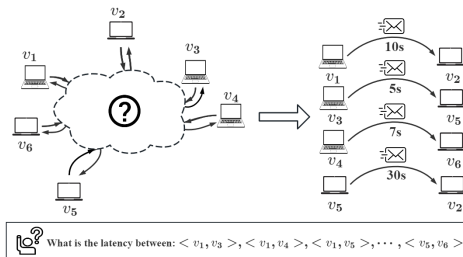 v₂
v₁
v₃
v₄
v₆
v₅
?
10s
v₁ v₂
5s
v₃ v₅
7s
v₄ v₆
30s
v₅ v₂
? What is the latency between: < v₁, v₃ >, < v₁, v₄ >, < v₁, v₅ >, ⋯ , < v₅, v₆ >